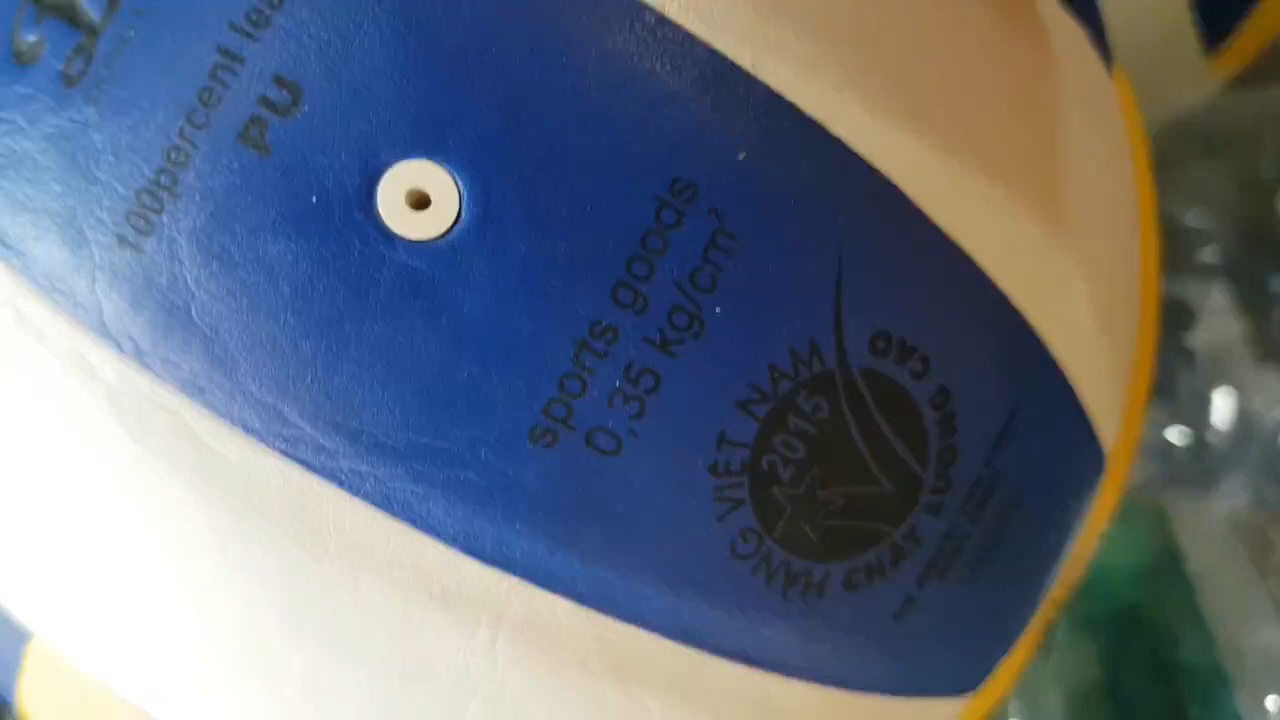 100percent lea
PU
sports goods
0,35 kg/cm²
HÀNG VIỆT NAM
CHẤT LƯỢNG CAO
2015